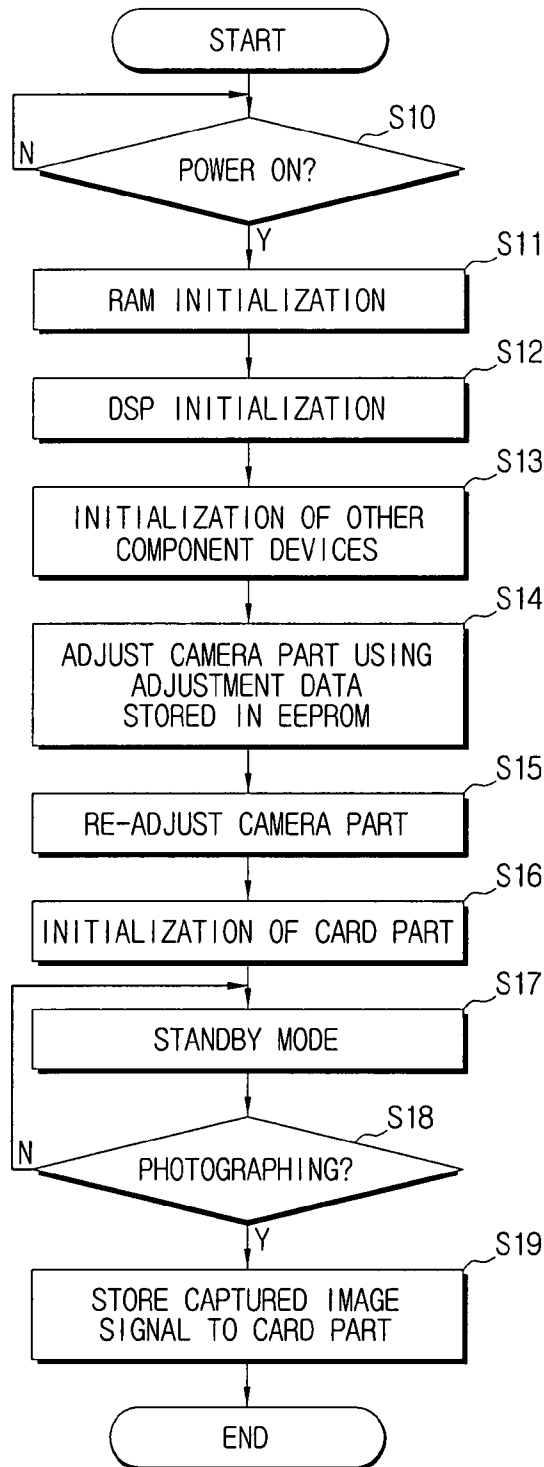 START
S10
N
POWER ON?
Y
S11
RAM INITIALIZATION
S12
DSP INITIALIZATION
S13
INITIALIZATION OF OTHER
COMPONENT DEVICES
S14
ADJUST CAMERA PART USING
ADJUSTMENT DATA
STORED IN EEPROM
S15
RE-ADJUST CAMERA PART
S16
INITIALIZATION OF CARD PART
S17
STANDBY MODE
S18
N
PHOTOGRAPHING?
Y
S19
STORE CAPTURED IMAGE
SIGNAL TO CARD PART
END